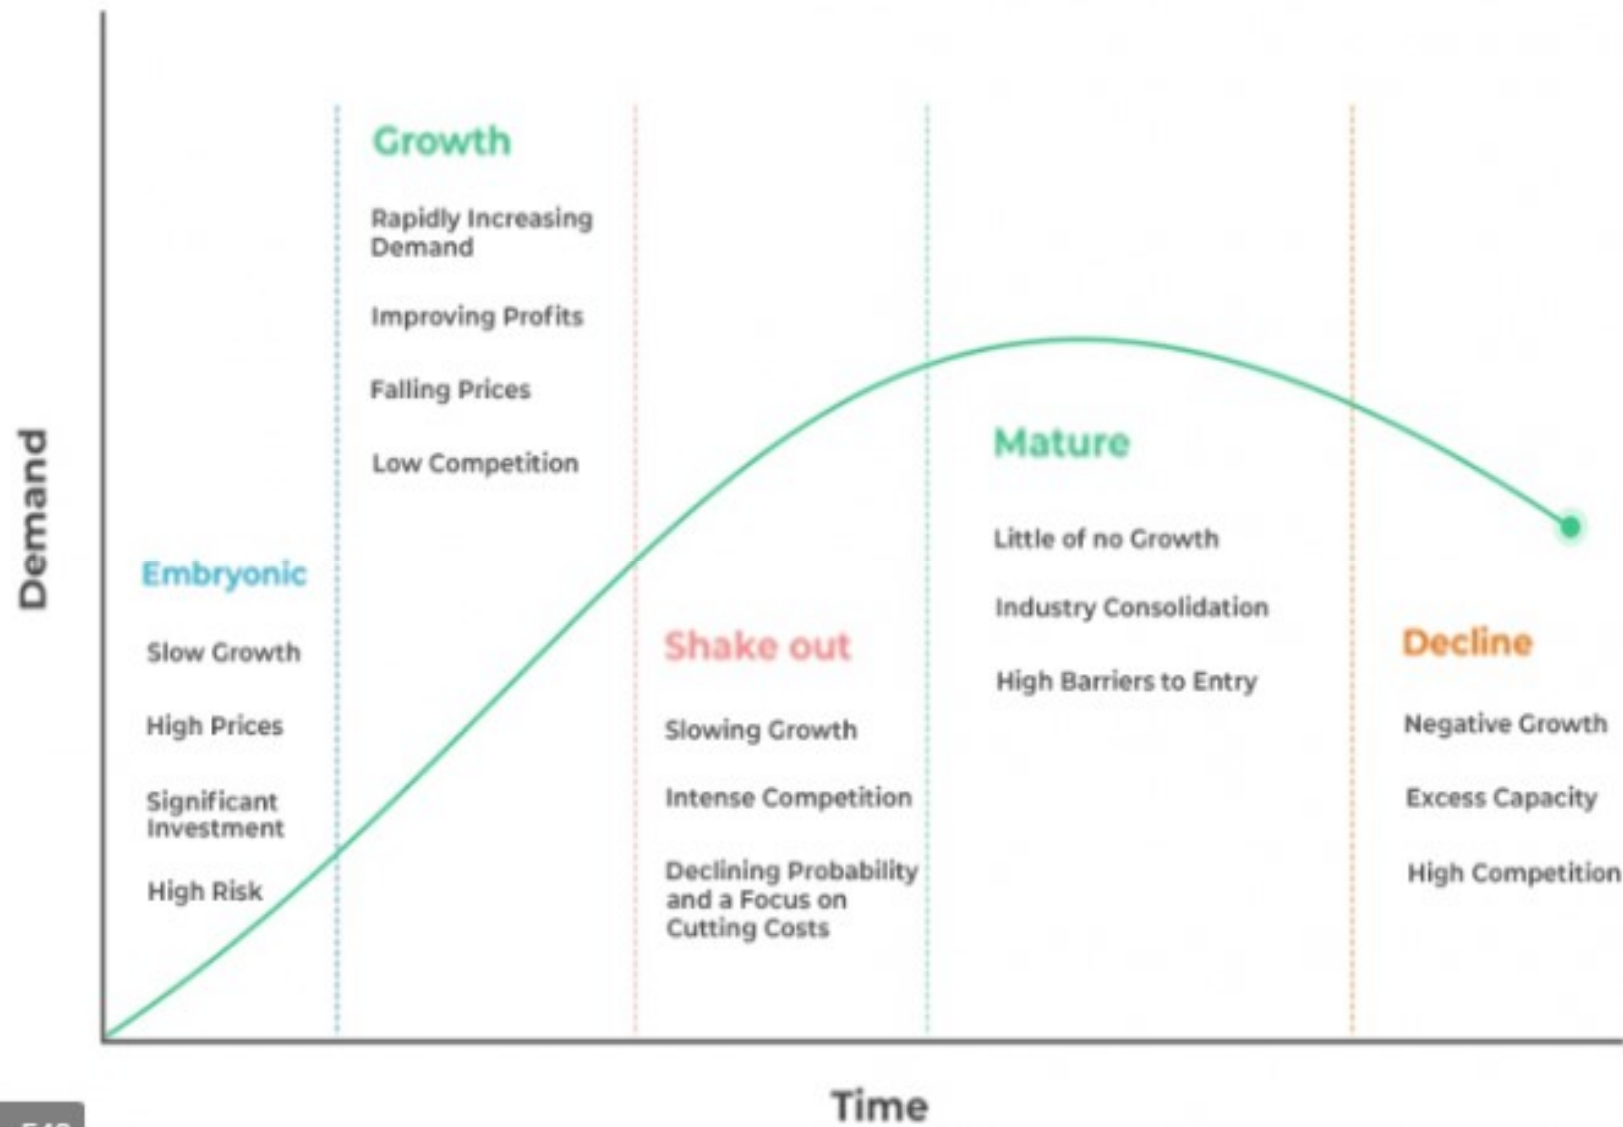 Growth
Rapidly Increasing
Demand
Improving Profits
Falling Prices
Low Competition
Demand
Embryonic
Slow Growth
High Prices
Significant
Investment
High Risk
Shake out
Slowing Growth
Intense Competition
Declining Probability
and a Focus on
Cutting Costs
Mature
Little of no Growth
Industry Consolidation
High Barriers to Entry
Decline
Negative Growth
Excess Capacity
High Competition
Time